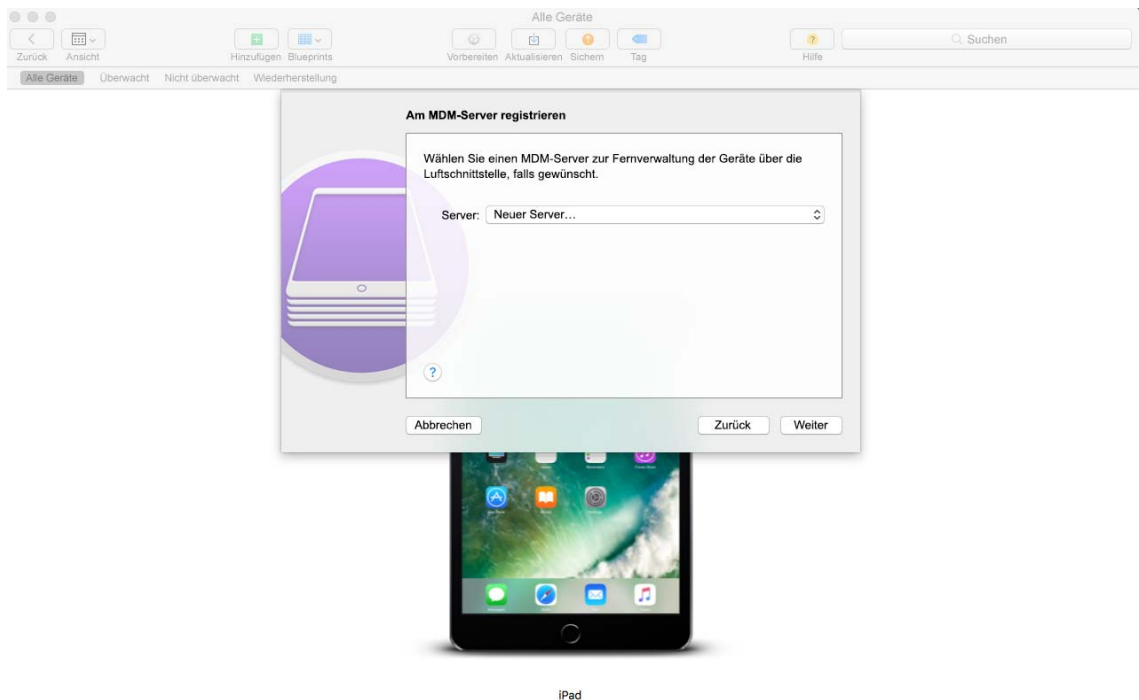 Alle Geräte
Zurück Ansicht Hinzufügen Blueprints Vorbereiten Aktualisieren Sichern Tag Hilfe Suchen
Alle Geräte Überwacht Nicht überwacht Wiederherstellung
Am MDM-Server registrieren
Wählen Sie einen MDM-Server zur Fernverwaltung der Geräte über die
Luftschnittstelle, falls gewünscht.
Server: Neuer Server...
?
Abbrechen Zurück Weiter
iPad